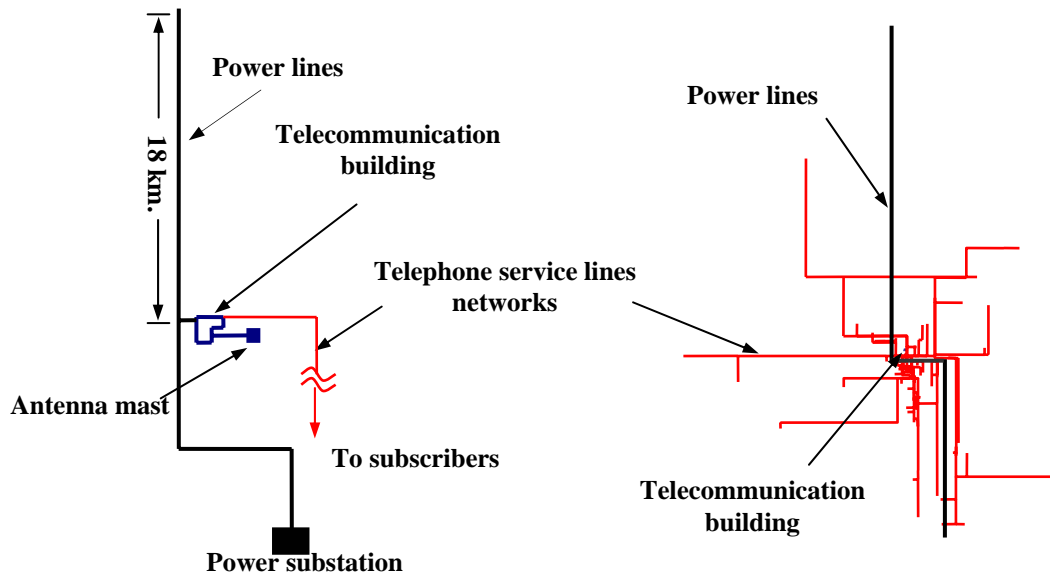 Power lines
Telecommunication
building
18 km.
Telephone service lines
networks
Antenna mast
To subscribers
Power substation
Power lines
Telecommunication
building